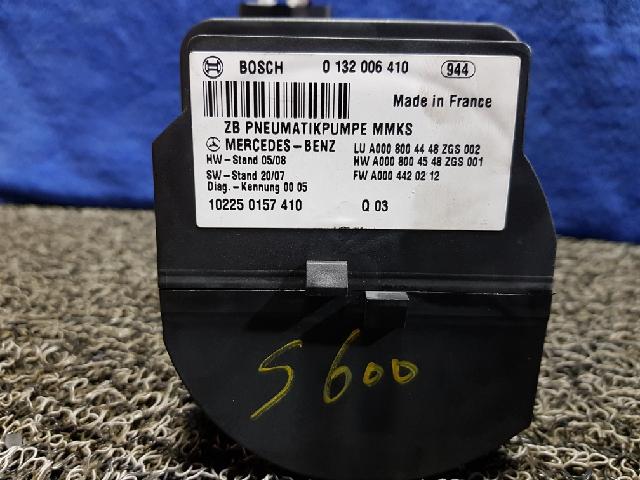 BOSCH 0 132 006 410 944
Made in France
ZB PNEUMATIKPUMPE MMKS
MERCEDES-BENZ LU A000 800 44 48 ZGS 002
HW-Stand 05/08 HW A000 800 45 48 ZGS 001
SW-Stand 20/07 FW A000 442 02 12
Diag.-Kennung 00 05
10225 0157 410 Q 03
S 600